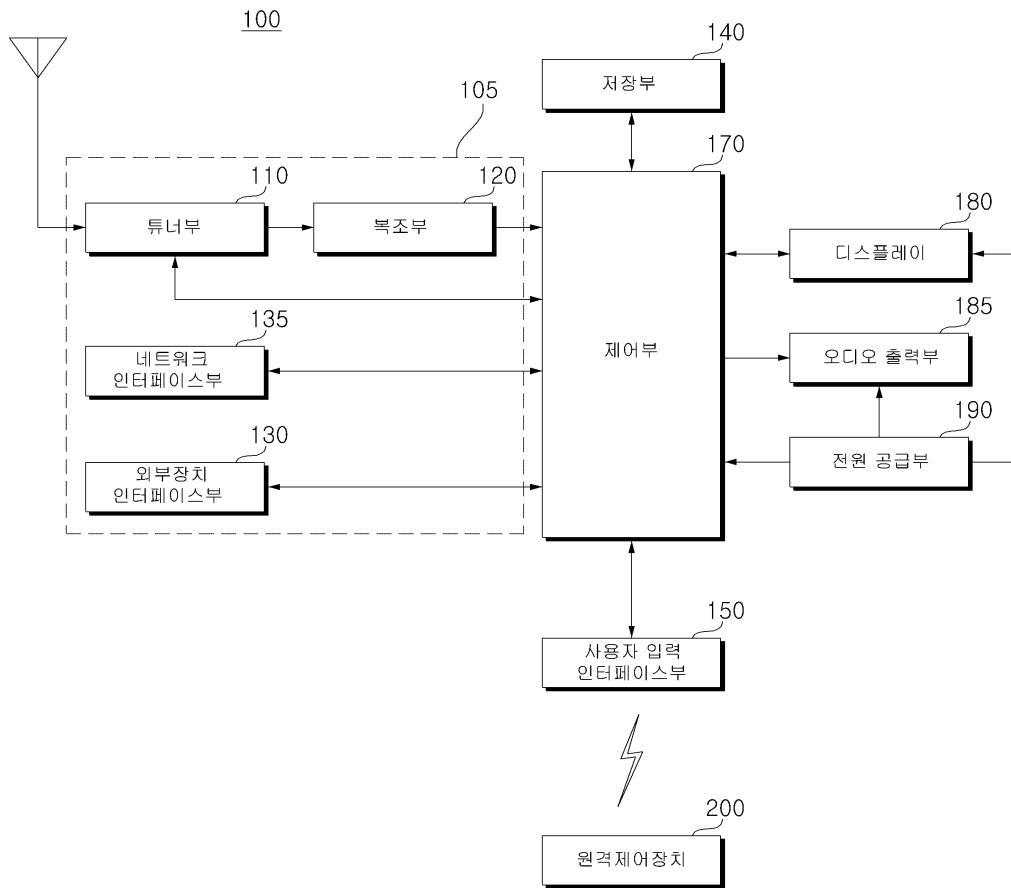 100
140
저장부
105
170
110
튜너부
120
복조부
180
디스플레이
135
네트워크
인터페이스부
제어부
185
오디오 출력부
130
외부장치
인터페이스부
190
전원 공급부
150
사용자 입력
인터페이스부
200
원격제어장치